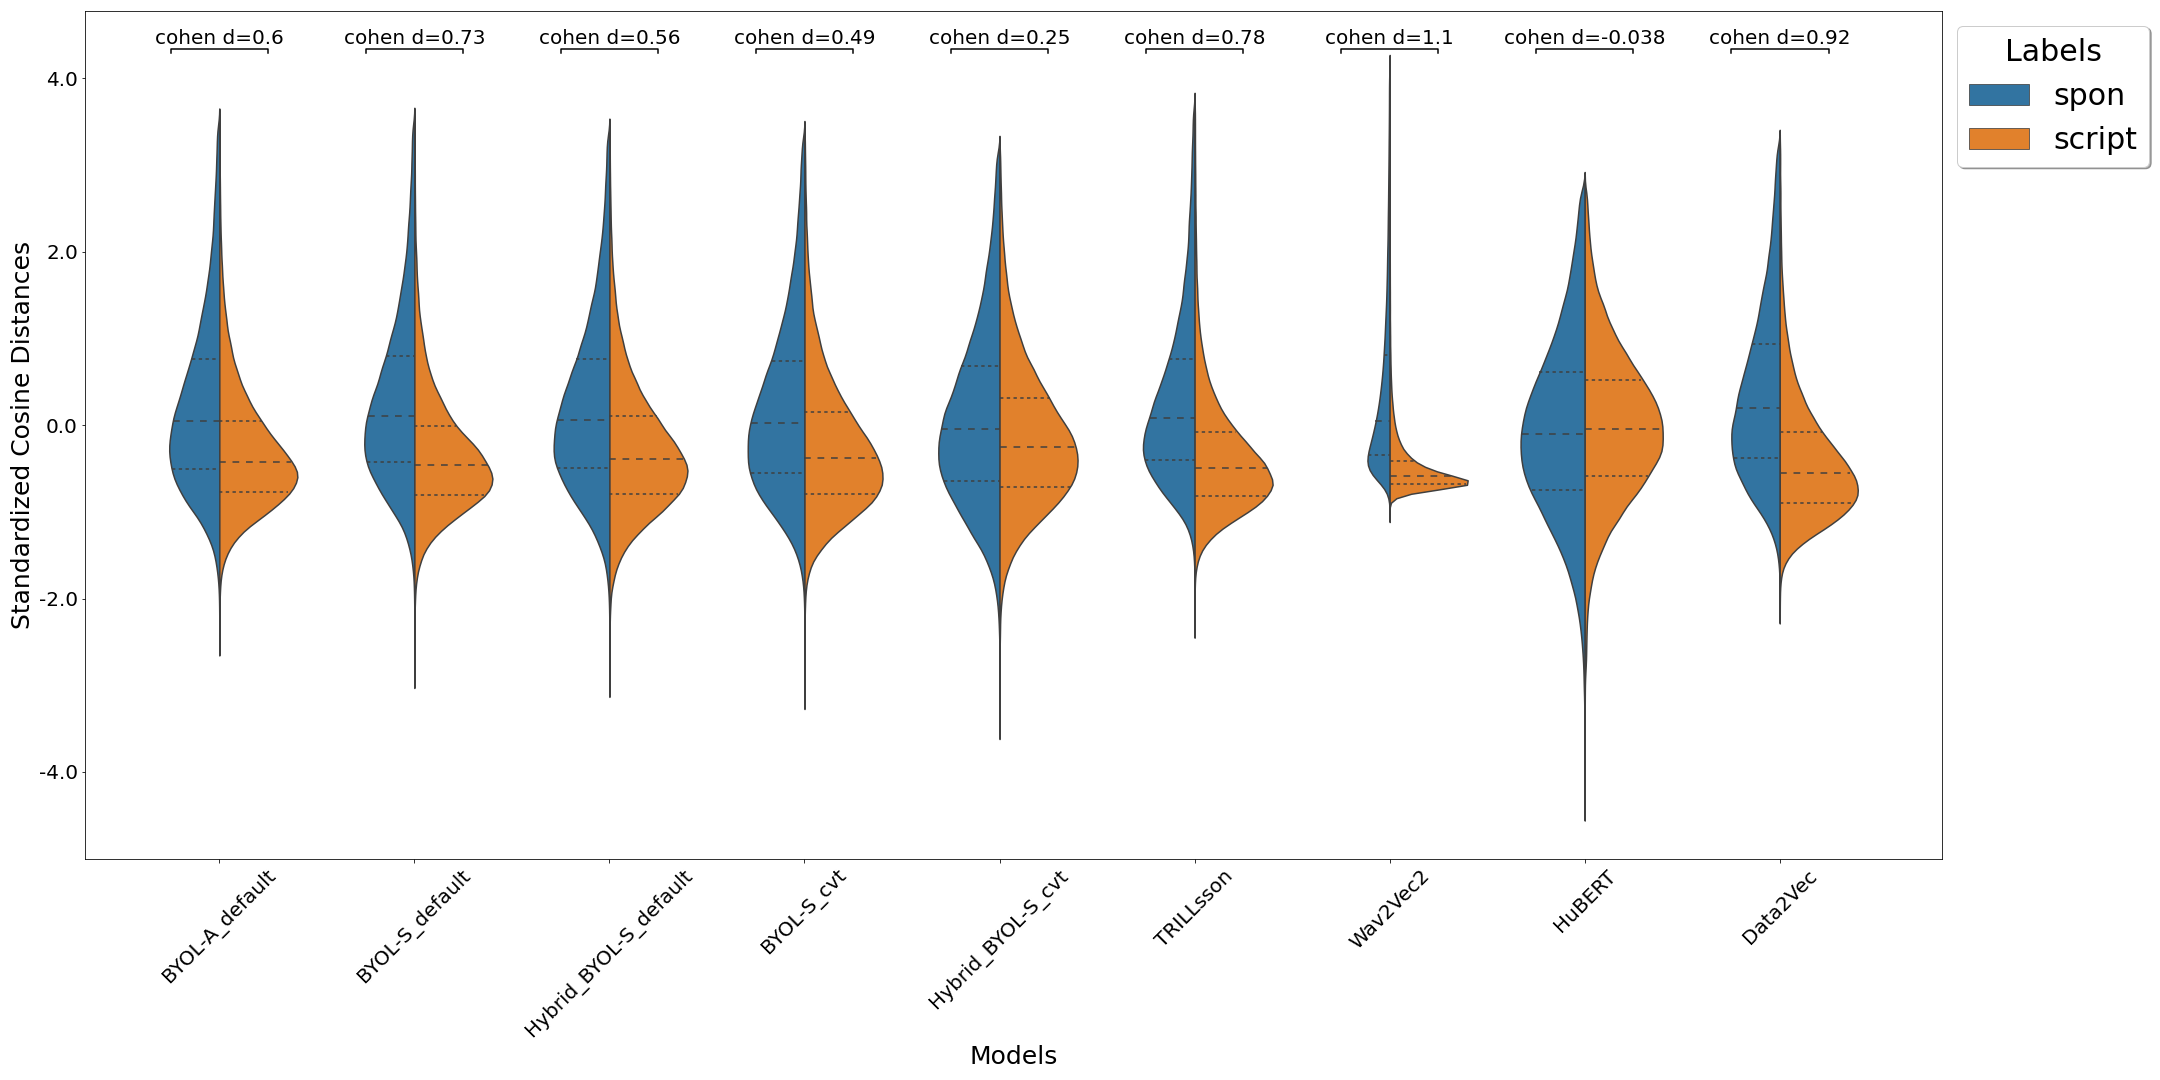 cohen d=0.6 cohen d=0.73 cohen d=0.56 cohen d=0.49 cohen d=0.25 cohen d=0.78 cohen d=1.1 cohen d=-0.038 cohen d=0.92
Labels
spon
script
4.0
2.0
0.0
-2.0
-4.0
Standardized Cosine Distances
BYOL-A_default
BYOL-S_default
Hybrid_BYOL-S_default
BYOL-S_cvt
Hybrid_BYOL-S_cvt
TRILLsson
Wav2Vec2
HuBERT
Data2Vec
Models